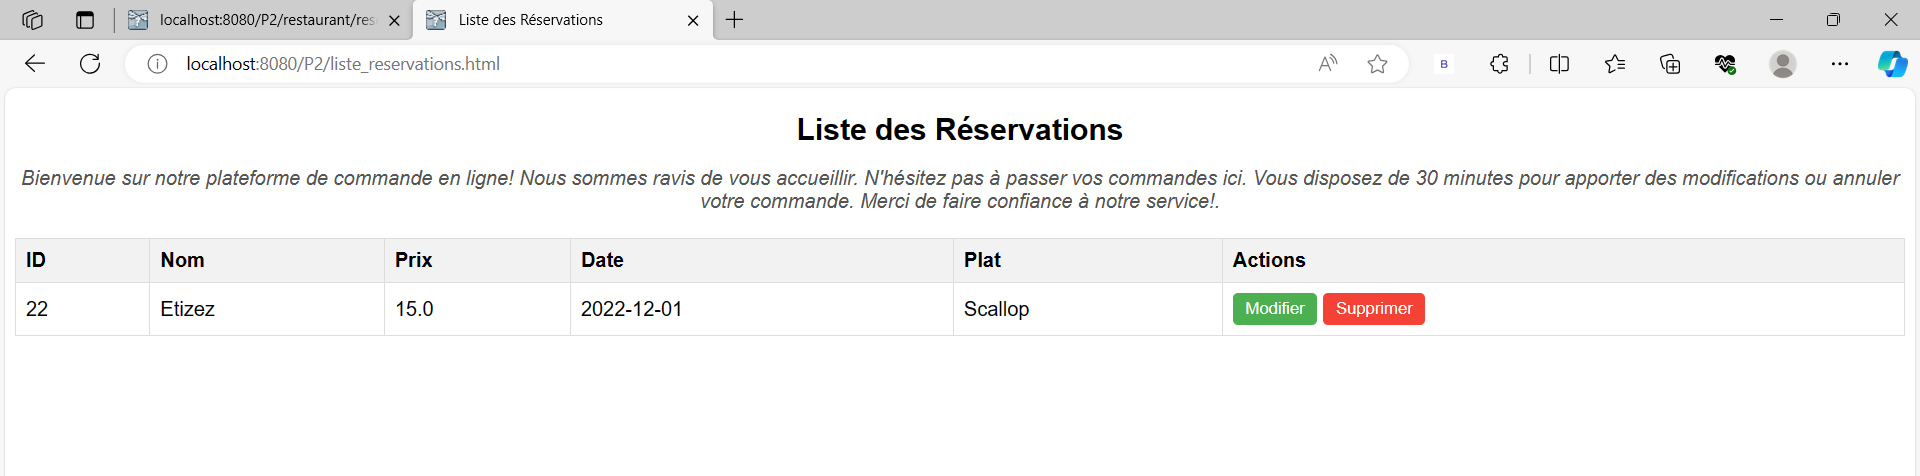 localhost:8080/P2/restaurant/res
Liste des Réservations
localhost:8080/P2/liste_reservations.html
A
B
Liste des Réservations
Bienvenue sur notre plateforme de commande en ligne! Nous sommes ravis de vous accueillir. N'hésitez pas à passer vos commandes ici. Vous disposez de 30 minutes pour apporter des modifications ou annuler
votre commande. Merci de faire confiance à notre service!.
ID Nom Prix Date Plat Actions
22 Etizez 15.0 2022-12-01 Scallop Modifier Supprimer